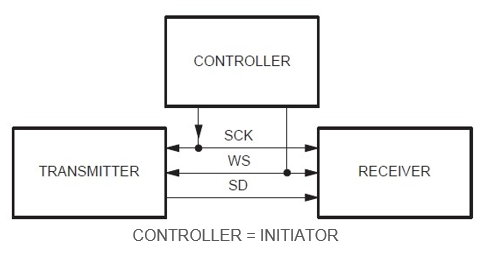 CONTROLLER
SCK
TRANSMITTER
WS
RECEIVER
SD
CONTROLLER = INITIATOR